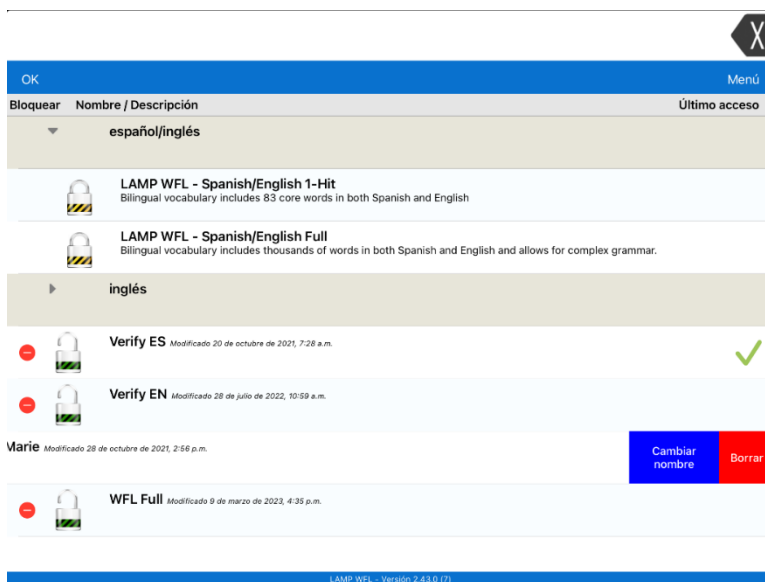 X
OK Menú
Bloquear Nombre / Descripción Último acceso
español/inglés
LAMP WFL - Spanish/English 1-Hit
Bilingual vocabulary includes 83 core words in both Spanish and English
LAMP WFL - Spanish/English Full
Bilingual vocabulary includes thousands of words in both Spanish and English and allows for complex grammar.
inglés
Verify ES Modificado 20 de octubre de 2021, 7:28 a.m.
Verify EN Modificado 28 de julio de 2022, 10:59 a.m.
Marie Modificado 28 de octubre de 2021, 2:56 p.m.
Cambiar
nombre
Borrar
WFL Full Modificado 9 de marzo de 2023, 4:35 p.m.
LAMP WFL - Versión 2.43.0 (7)